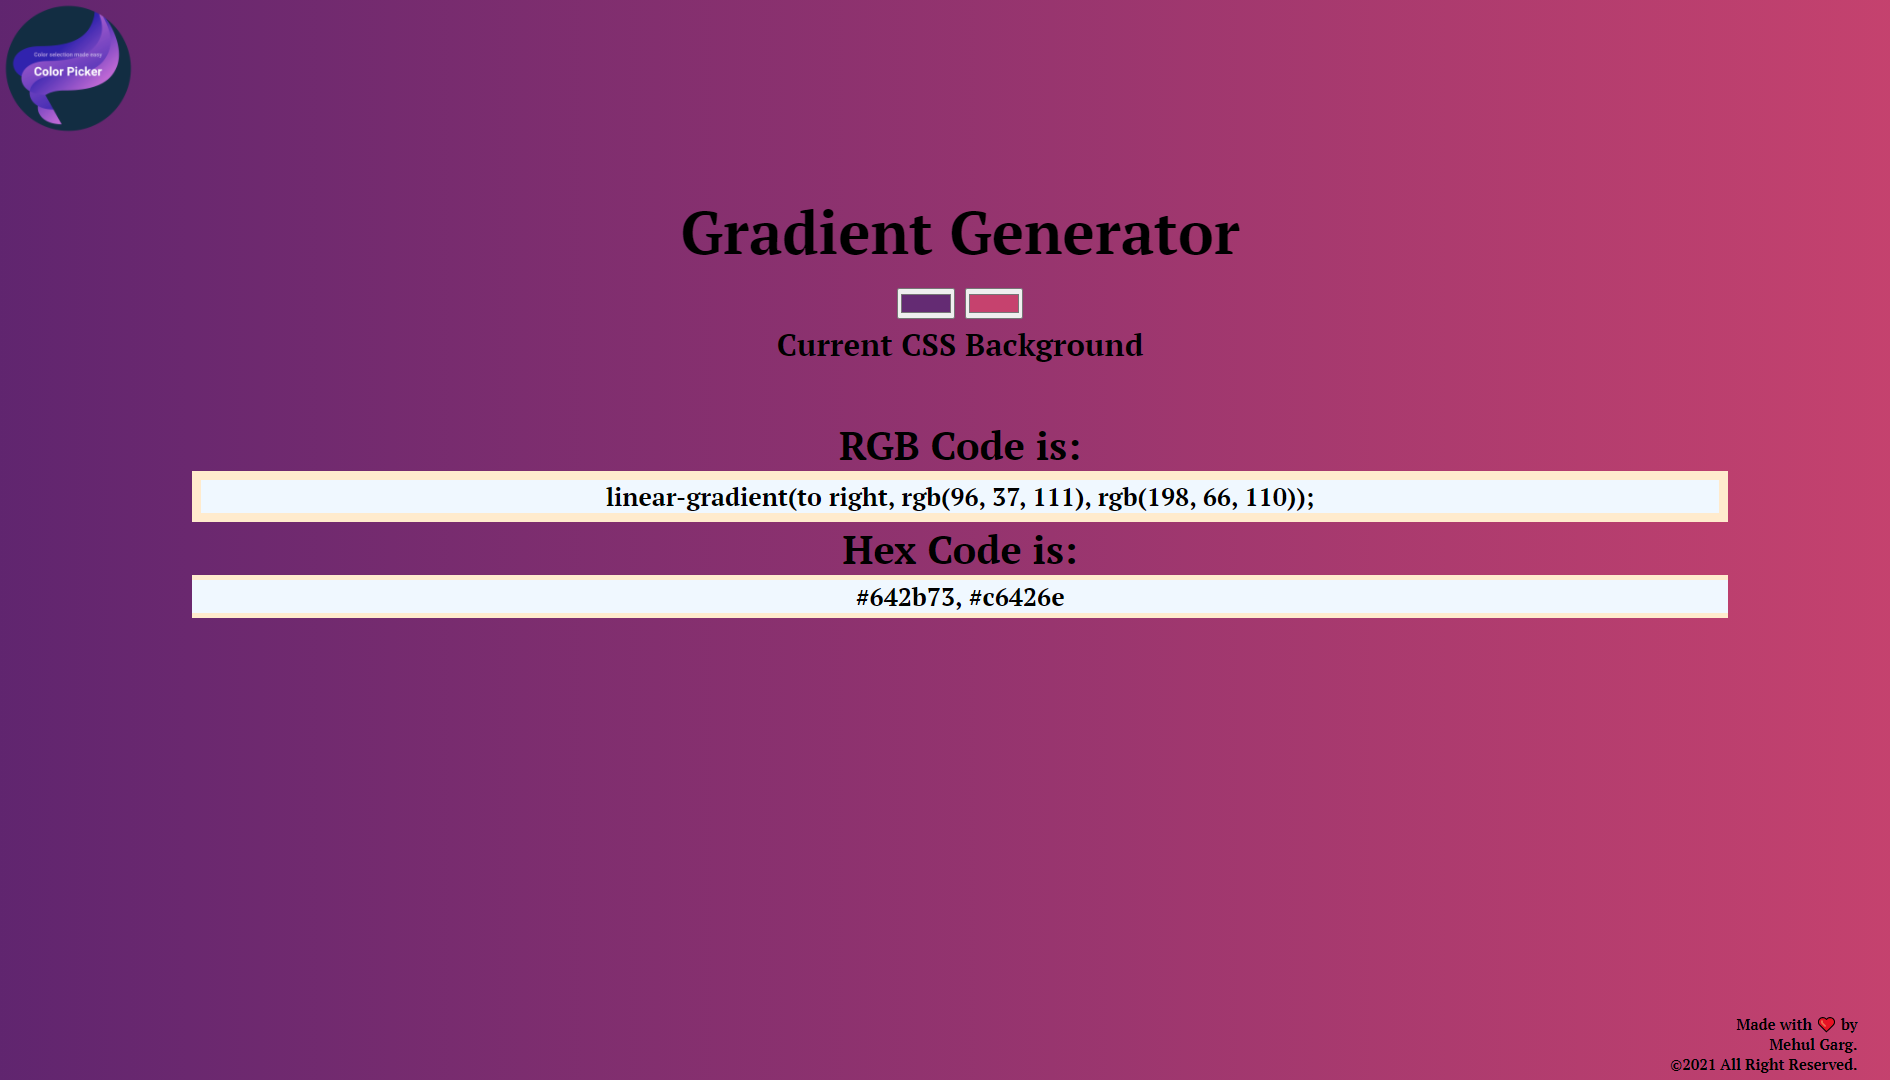 Color selection made easy
Color Picker
Gradient Generator
Current CSS Background
RGB Code is:
linear-gradient(to right, rgb(96, 37, 111), rgb(198, 66, 110));
Hex Code is:
#642b73, #c6426e
Made with ❤️ by
Mehul Garg.
©2021 All Right Reserved.